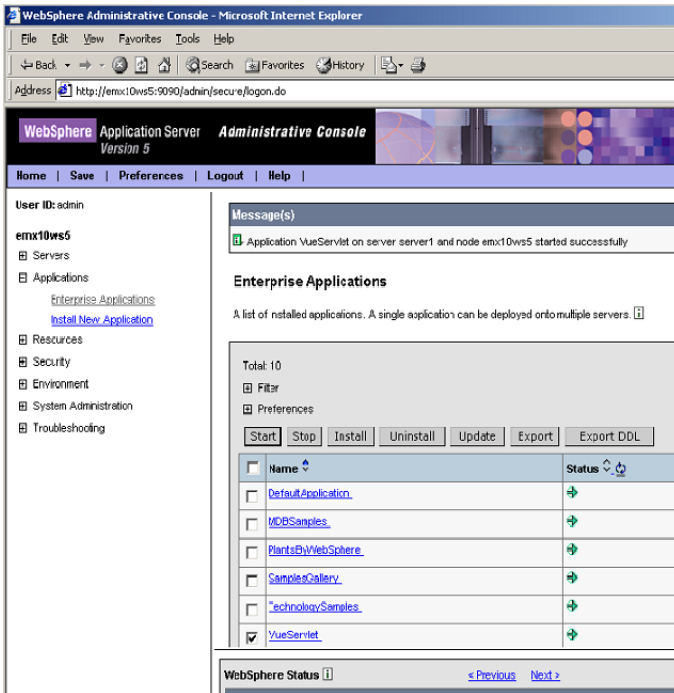 WebSphere Administrative Console - Microsoft Internet Explorer
File Edit View Favorites Tools Help
Back Search Favorites History
Address http://emx10ws5:9090/admin/secure/logon.do
WebSphere Application Server Administrative Console
Version 5
Home | Save | Preferences | Logout | Help |
User ID: admin
emx10ws5
Servers
Applications
Enterprise Applications
Install New Application
Resources
Security
Environment
System Administration
Troubleshooting
Message(s)
Application VueServlet on server server1 and node emx10ws5 started successfully
Enterprise Applications
A list of installed applications. A single application can be deployed onto multiple servers.
Total: 10
Filter
Preferences
Start Stop Install Uninstall Update Export Export DDL
Name Status
DefaultApplication
MDBSamples
PlantsByWebSphere
SamplesGallery
TechnologySamples
VueServlet
WebSphere Status < Previous Next >